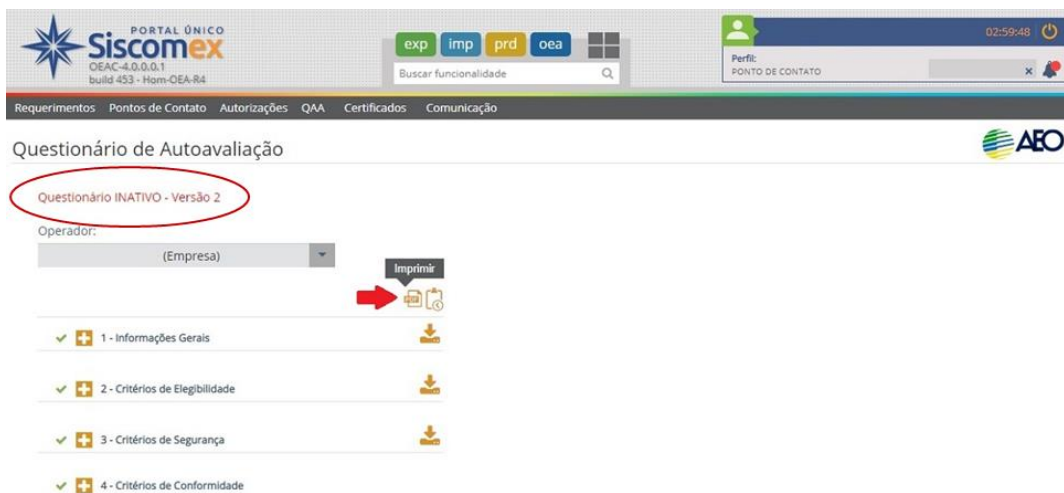 PORTAL ÚNICO
Siscomex
OEAC-4.0.0.0.1
build 453 - Hom-OEA-R4
exp imp prd oea
Buscar funcionalidade
02:59:48
Perfil:
PONTO DE CONTATO
Requerimentos Pontos de Contato Autorizações QAA Certificados Comunicação
Questionário de Autoavaliação
AEO
Questionário INATIVO - Versão 2
Operador:
(Empresa)
Imprimir
PDF
1 - Informações Gerais
2 - Critérios de Elegibilidade
3 - Critérios de Segurança
4 - Critérios de Conformidade